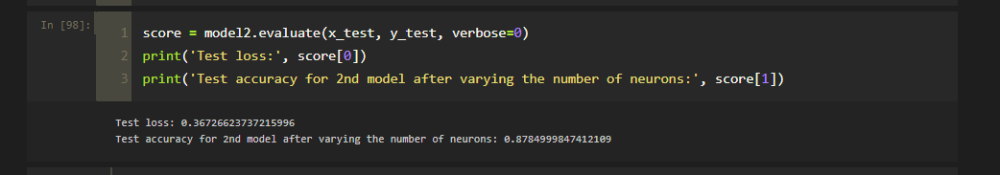 In [98]:
1 score = model2.evaluate(x_test, y_test, verbose=0)
2 print('Test loss:', score[0])
3 print('Test accuracy for 2nd model after varying the number of neurons:', score[1])
Test loss: 0.36726623737215996
Test accuracy for 2nd model after varying the number of neurons: 0.8784999847412109